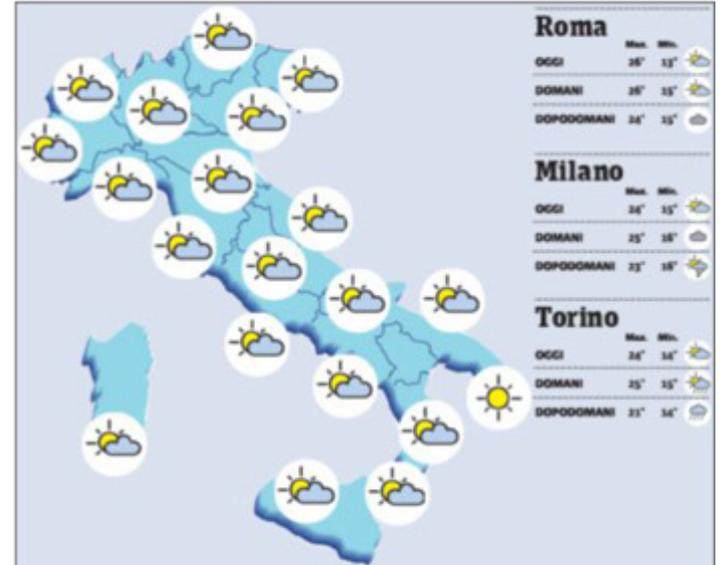 Roma
Max. Min.
OGGI 26° 13°
DOMANI 26° 15°
DOPODOMANI 24° 15°
Milano
Max. Min.
OGGI 24° 15°
DOMANI 25° 16°
DOPODOMANI 23° 16°
Torino
Max. Min.
OGGI 24° 14°
DOMANI 25° 15°
DOPODOMANI 21° 14°